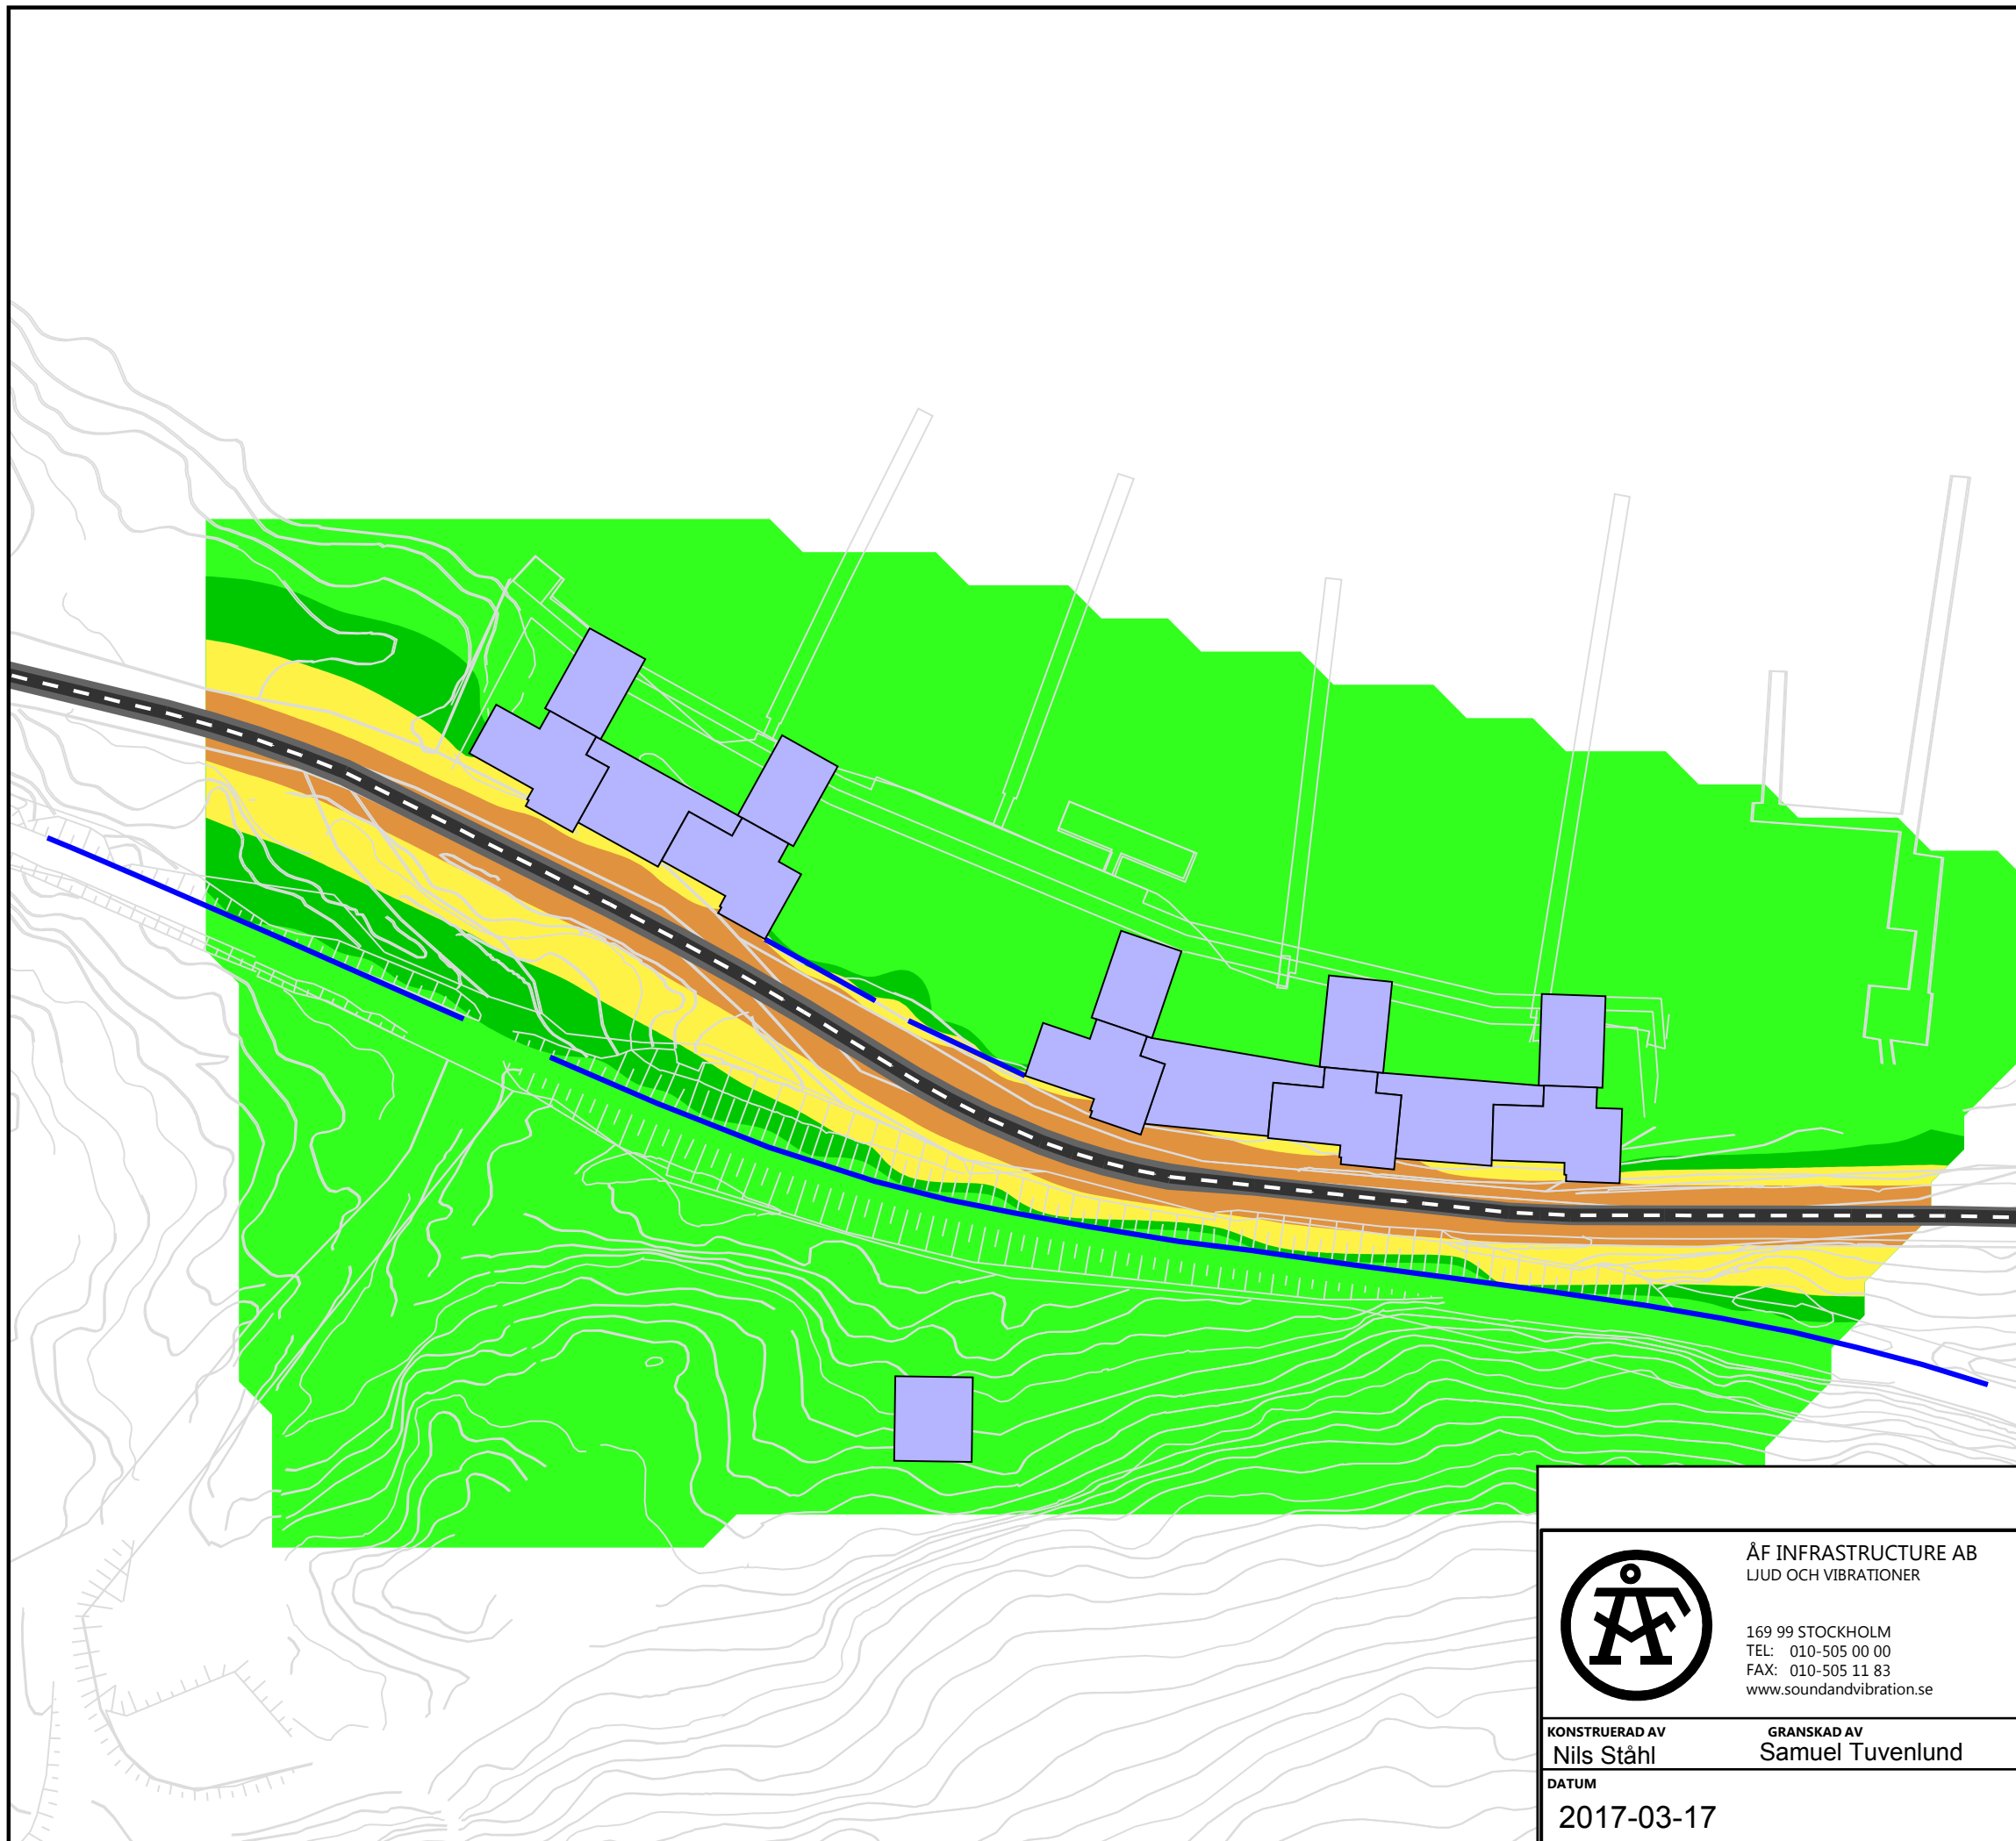 ÅF INFRASTRUCTURE AB
LJUD OCH VIBRATIONER
169 99 STOCKHOLM
TEL: 010-505 00 00
FAX: 010-505 11 83
www.soundandvibration.se
KONSTRUERAD AV GRANSKAD AV
Nils Ståhl Samuel Tuvenlund
DATUM
2017-03-17